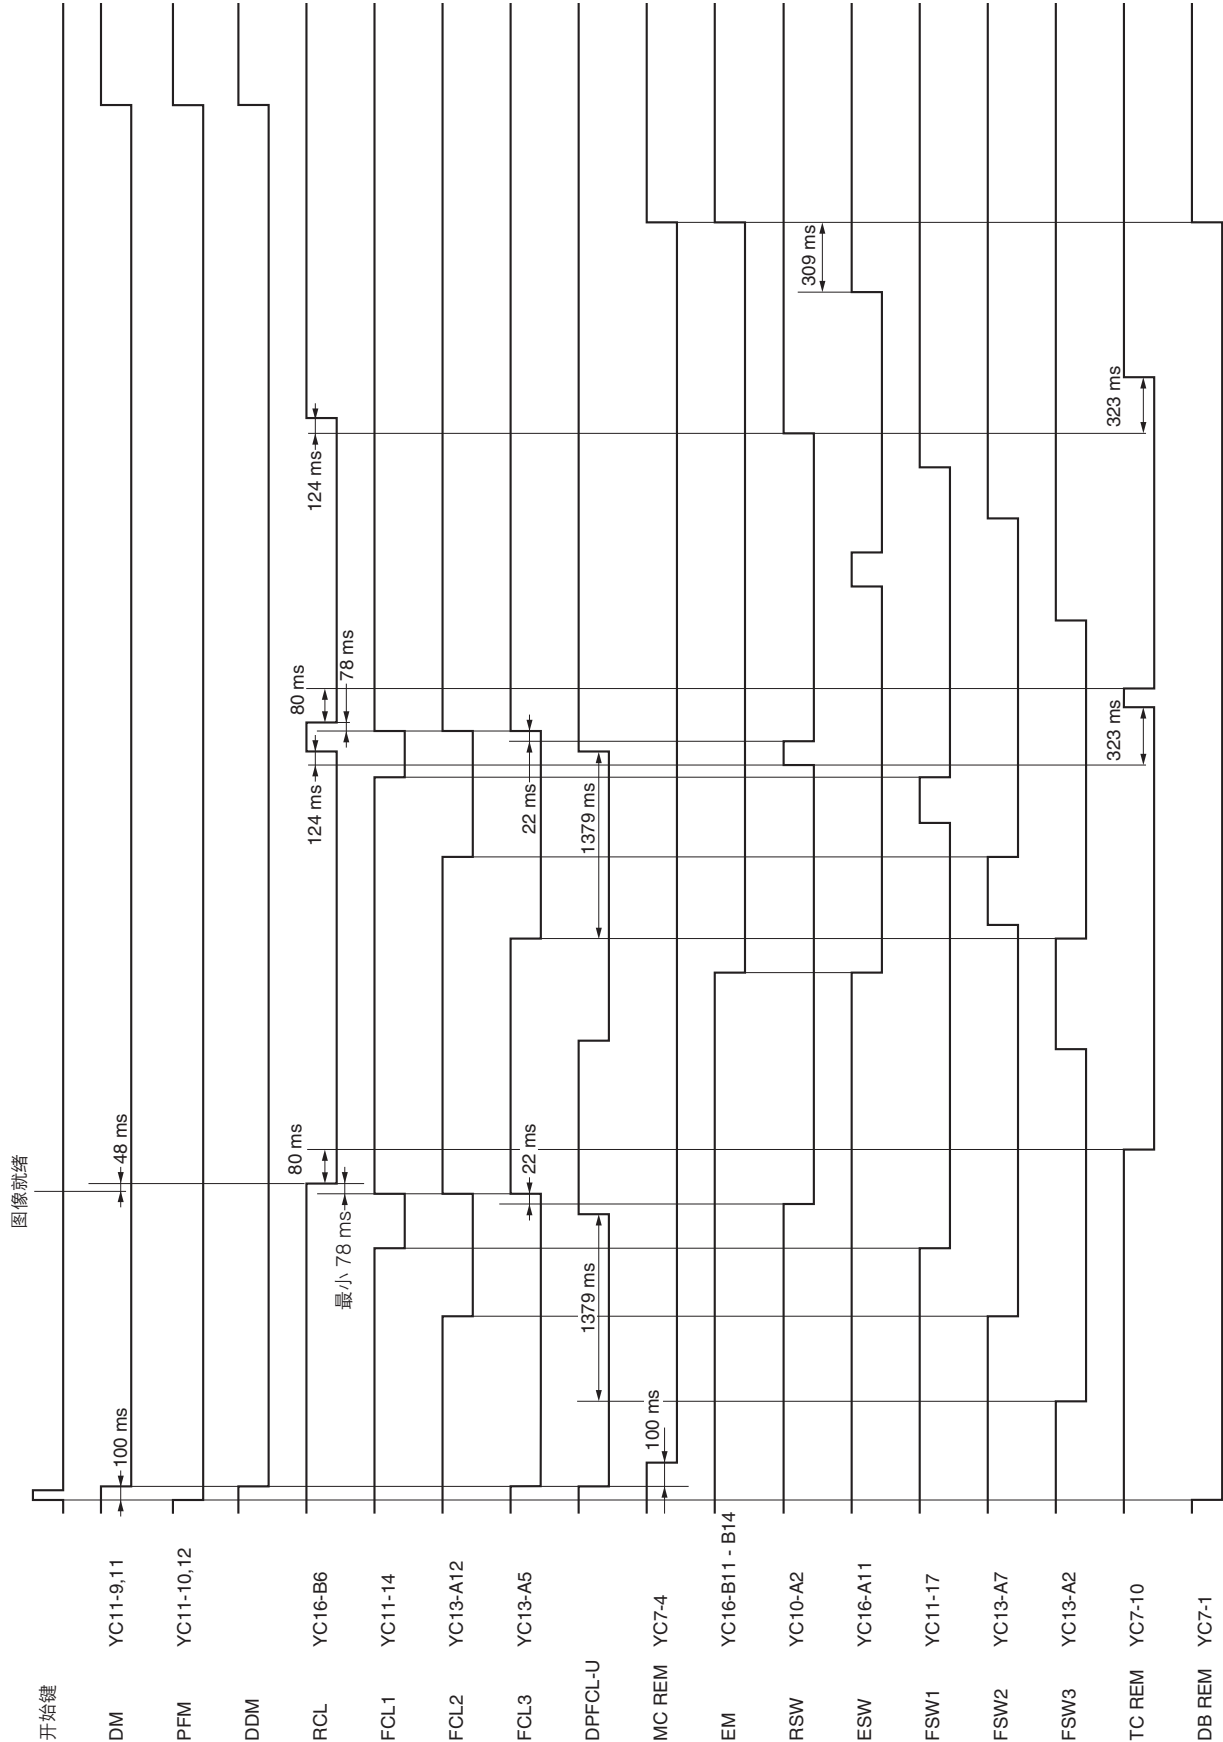 图像就绪
开始键
DM YC11-9,11
100 ms
48 ms
PFM YC11-10,12
DDM
RCL YC16-B6
80 ms
最小 78 ms
124 ms
80 ms
78 ms
124 ms
FCL1 YC11-14
FCL2 YC13-A12
FCL3 YC13-A5
22 ms
22 ms
DPFCL-U
1379 ms
1379 ms
MC REM YC7-4
100 ms
EM YC16-B11 - B14
RSW YC10-A2
309 ms
ESW YC16-A11
FSW1 YC11-17
FSW2 YC13-A7
FSW3 YC13-A2
TC REM YC7-10
323 ms
323 ms
DB REM YC7-1